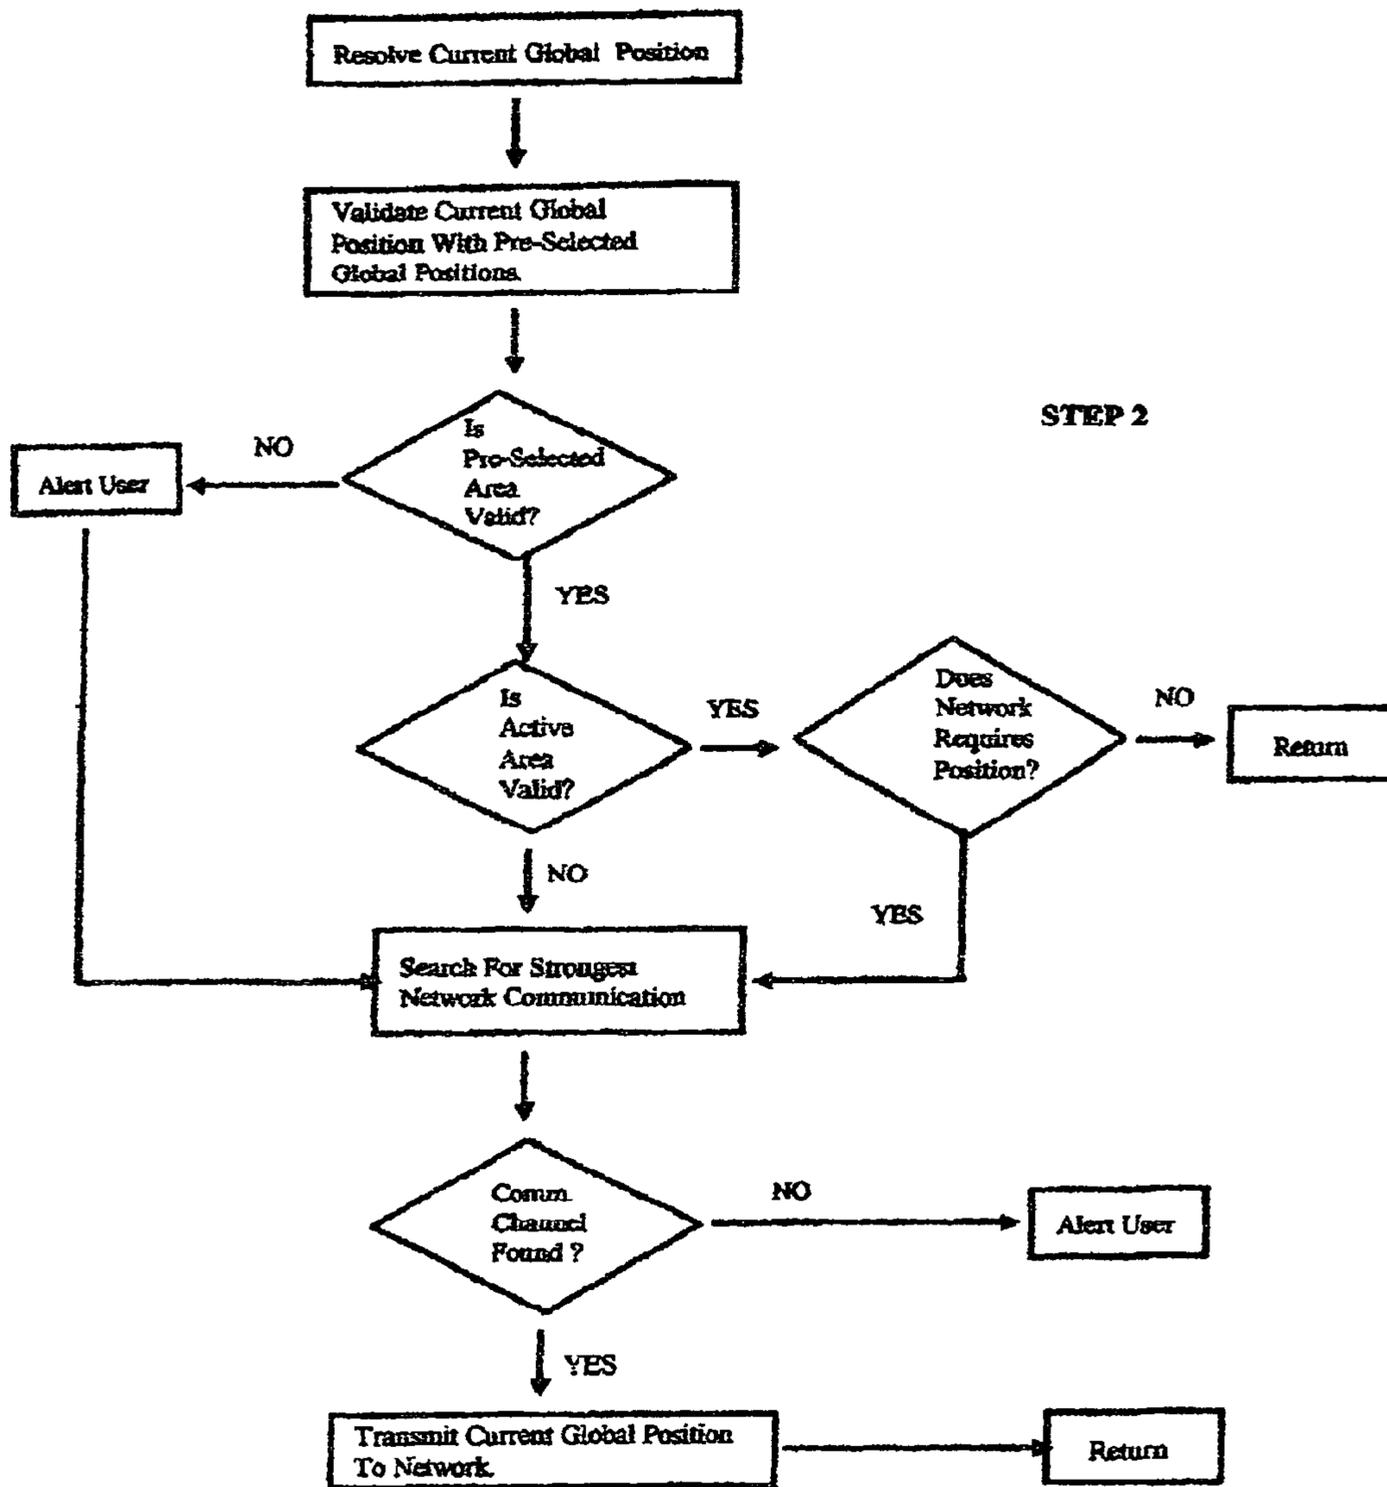 Resolve Current Global Position
Validate Current Global
Position With Pre-Selected
Global Positions.
STEP 2
Is
Pre-Selected
Area
Valid?
NO
Alert User
YES
Is
Active
Area
Valid?
YES
Does
Network
Requires
Position?
NO
Return
NO
YES
Search For Strongest
Network Communication
Comm.
Channel
Found ?
NO
Alert User
YES
Transmit Current Global Position
To Network.
Return